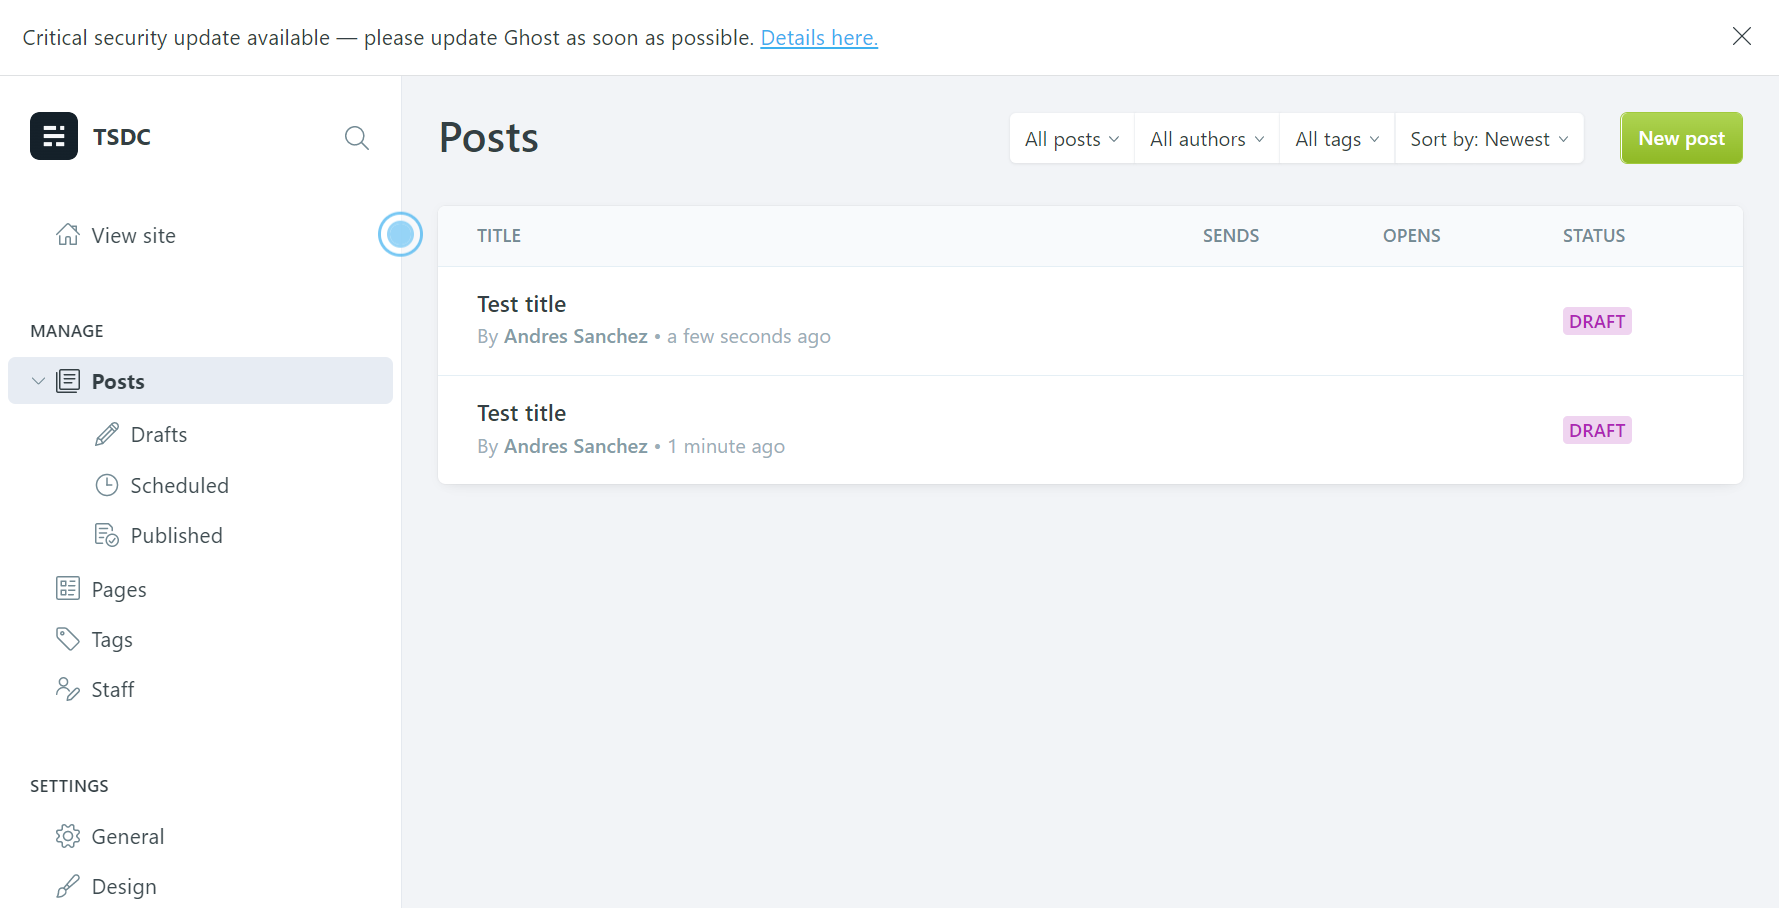 Critical security update available — please update Ghost as soon as possible. Details here.
TSDC
View site
MANAGE
Posts
Drafts
Scheduled
Published
Pages
Tags
Staff
SETTINGS
General
Design
Posts
All posts
All authors
All tags
Sort by: Newest
New post
TITLE SENDS OPENS STATUS
Test title
By Andres Sanchez • a few seconds ago
DRAFT
Test title
By Andres Sanchez • 1 minute ago
DRAFT